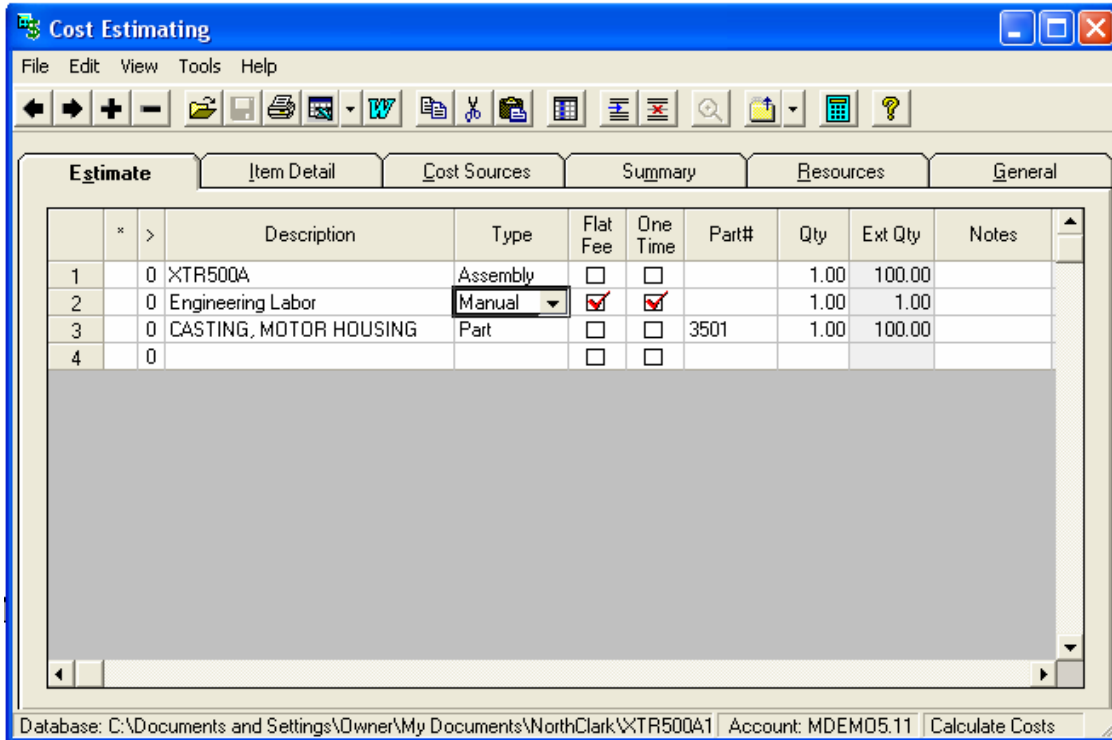 Cost Estimating
File Edit View Tools Help
W ?
Estimate Item Detail Cost Sources Summary Resources General
* > Description Type Flat Fee One Time Part# Qty Ext Qty Notes
1 0 XTR500A Assembly 1.00 100.00
2 0 Engineering Labor Manual 1.00 1.00
3 0 CASTING, MOTOR HOUSING Part 3501 1.00 100.00
4 0
Database: C:\Documents and Settings\Owner\My Documents\NorthClark\XTR500A1 Account: MDEMO5.11 Calculate Costs